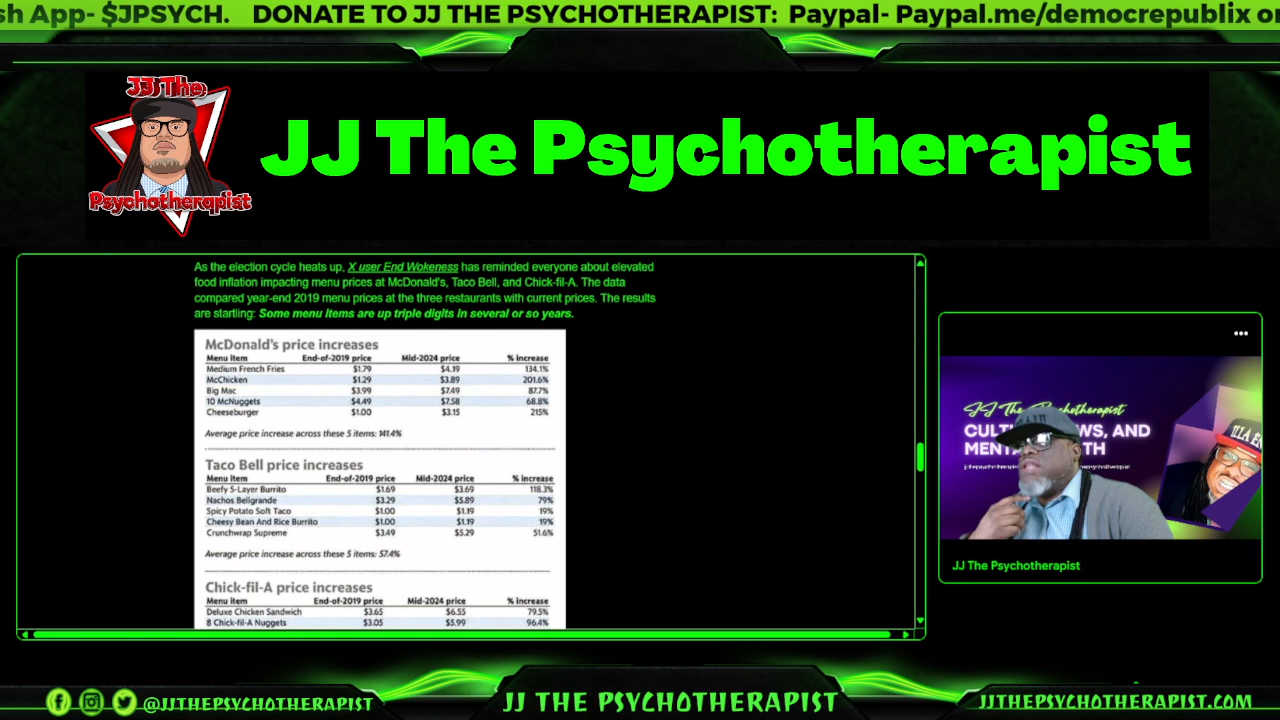 sh App- $JPSYCH. DONATE TO JJ THE PSYCHOTHERAPIST: Paypal- Paypal.me/democrepublix or
JJ The
Psychotherapist
JJ The Psychotherapist
As the election cycle heats up, X user End Wokeness has reminded everyone about elevated
food inflation impacting menu prices at McDonald's, Taco Bell, and Chick-fil-A. The data
compared year-end 2019 menu prices at the three restaurants with current prices. The results
are startling: Some menu items are up triple digits in several or so years.
McDonald's price increases
Menu Item End-of-2019 price Mid-2024 price % Increase
Medium French Fries $1.79 $4.19 134.1%
McChicken $1.29 $3.89 201.6%
Big Mac $3.99 $7.49 87.7%
10 McNuggets $4.49 $7.58 68.8%
Cheeseburger $1.00 $3.15 215%
Average price increase across these 5 items: 141.4%
Taco Bell price increases
Menu Item End-of-2019 price Mid-2024 price % Increase
Beefy 5-Layer Burrito $1.69 $3.69 118.3%
Nachos Bellgrande $3.29 $5.89 79%
Spicy Potato Soft Taco $1.00 $1.19 19%
Cheesy Bean And Rice Burrito $1.00 $1.19 19%
Crunchwrap Supreme $3.49 $5.29 51.6%
Average price increase across these 5 items: 57.4%
Chick-fil-A price increases
Menu Item End-of-2019 price Mid-2024 price % Increase
Deluxe Chicken Sandwich $3.65 $6.55 79.5%
8 Chick-fil-A Nuggets $3.05 $5.99 96.4%
JJ The Psychotherapist
CULT WS, AND
MENTA TH
JJ The Psychotherapist
@JJTHEPSYCHOTHERAPIST
JJ THE PSYCHOTHERAPIST
JJTHEPSYCHOTHERAPIST.COM